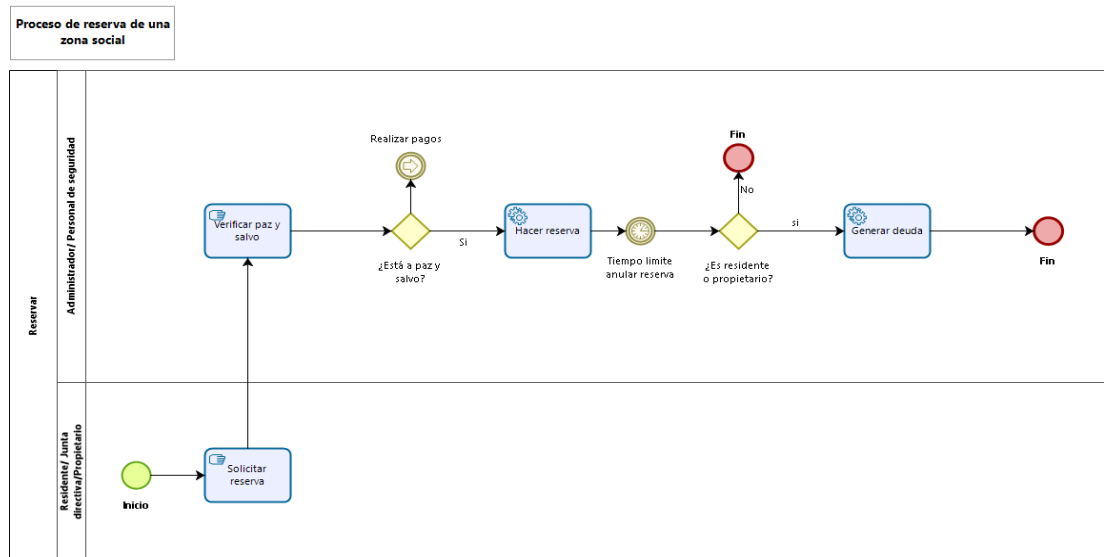 Proceso de reserva de una
zona social
Reservar
Administrador/ Personal de seguridad
Realizar pagos
Fin
No
Verificar paz y
salvo
Si
¿Está a paz y
salvo?
Hacer reserva
Tiempo limite
anular reserva
¿Es residente
o propietario?
si
Generar deuda
Fin
Residente/ Junta
directiva/Propietario
Inicio
Solicitar
reserva